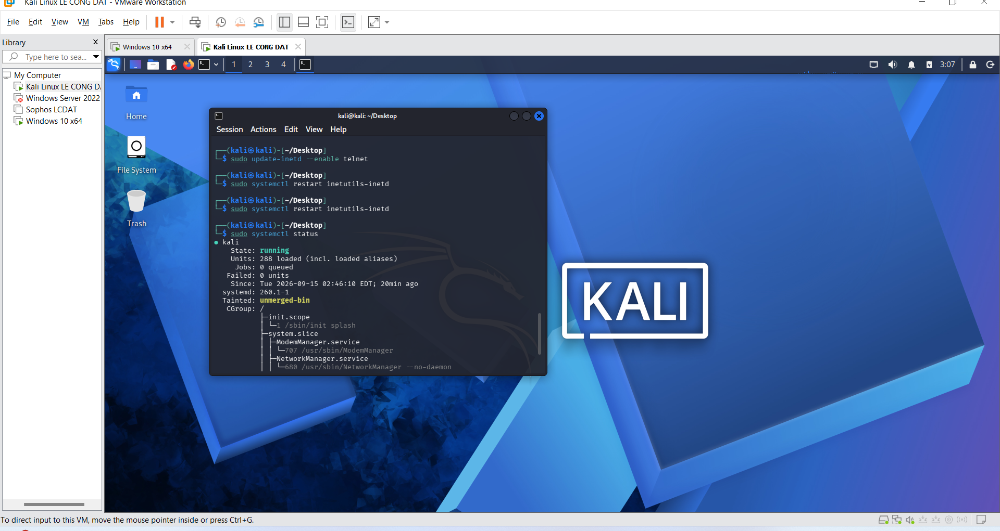 Kali Linux LE CONG DAT - VMware Workstation
File Edit View VM Tabs Help
Library
Type here to sea...
My Computer
Kali Linux LE CONG DA
Windows Server 2022
Sophos LCDAT
Windows 10 x64
Windows 10 x64
Kali Linux LE CONG DAT
1 2 3 4
3:07
Home
File System
Trash
kali@kali: ~/Desktop
Session Actions Edit View Help
┌──(kali㉿kali)-[~/Desktop]
└─$ sudo update-inetd --enable telnet
┌──(kali㉿kali)-[~/Desktop]
└─$ sudo systemctl restart inetutils-inetd
┌──(kali㉿kali)-[~/Desktop]
└─$ sudo systemctl restart inetutils-inetd
┌──(kali㉿kali)-[~/Desktop]
└─$ sudo systemctl status
● kali
State: running
Units: 288 loaded (incl. loaded aliases)
Jobs: 0 queued
Failed: 0 units
Since: Tue 2026-09-15 02:46:10 EDT; 20min ago
systemd: 260.1-1
Tainted: unmerged-bin
CGroup: /
├─init.scope
│ └─1 /sbin/init splash
├─system.slice
│ ├─ModemManager.service
│ │ └─707 /usr/sbin/ModemManager
│ ├─NetworkManager.service
│ │ └─680 /usr/sbin/NetworkManager --no-daemon
KALI
To direct input to this VM, move the mouse pointer inside or press Ctrl+G.